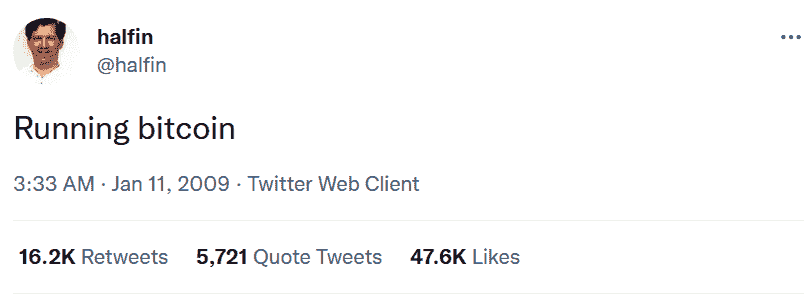 halfin
@halfin
Running bitcoin
3:33 AM · Jan 11, 2009 · Twitter Web Client
16.2K Retweets 5,721 Quote Tweets 47.6K Likes